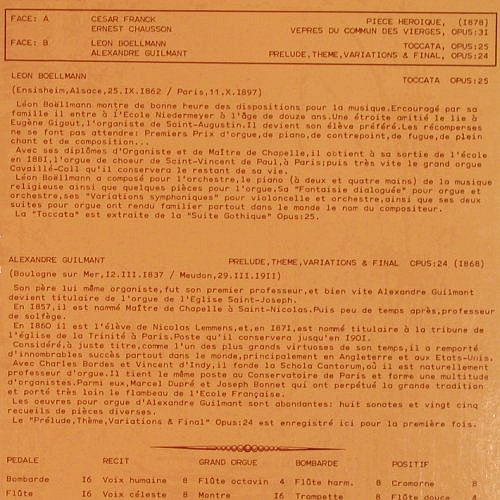 FACE: A CESAR FRANCK PIECE HEROIQUE, (1878)
ERNEST CHAUSSON VEPRES DU COMMUN DES VIERGES, OPUS:31
FACE: B LEON BOELLMANN TOCCATA, OPUS:25
ALEXANDRE GUILMANT PRELUDE,THEME,VARIATIONS & FINAL, OPUS:24
LEON BOELLMANN TOCCATA OPUS:25
(Ensisheim,Alsace,25.IX.1862 / Paris,11.X.1897)
Léon Boëllmann montre de bonne heure des dispositions pour la musique.Encouragé par sa
famille il entre à l'Ecole Niedermeyer à l'âge de douze ans.Une étroite amitié le lie à
Eugène Gigout,l'organiste de Saint-Augustin.Il devient son élève préféré.Les récompenses
ne se font pas attendre: Premiers Prix d'orgue,de piano,de contrepoint,de fugue,de plein
chant et de composition...
Avec ses diplômes d'Organiste et de Maître de Chapelle,il obtient à sa sortie de l'école
en 1881,l'orgue de choeur de Saint-Vincent de Paul,à Paris;puis très vite le grand orgue
Cavaillé-Coll qu'il conservera le restant de sa vie.
Léon Boëllmann a composé pour l'orchestre,le piano (à deux et quatre mains) de la musique
religieuse ainsi que quelques pièces pour l'orgue.Sa "Fantaisie dialoguée" pour orgue et
orchestre,ses "Variations symphoniques" pour violoncelle et orchestre,ainsi que ses deux
suites pour orgue ont rendu familier partout dans le monde le nom du compositeur.
La "Toccata" est extraite de la "Suite Gothique" Opus:25.
ALEXANDRE GUILMANT PRELUDE,THEME,VARIATIONS & FINAL OPUS:24 (1868)
(Boulogne sur Mer,12.III.1837 / Meudon,29.III.1911)
Son père lui même organiste,fut son premier professeur,et bien vite Alexandre Guilmant
devient titulaire de l'orgue de l'Eglise Saint-Joseph.
En 1857,il est nommé Maître de Chapelle à Saint-Nicolas.Puis peu de temps après,professeur
de solfège.
En 1860 il est l'élève de Nicolas Lemmens,et,en 1871,est nommé titulaire à la tribune de
l'église de la Trinité à Paris.Poste qu'il conservera jusqu'en 1901.
Considéré,à juste titre,comme l'un des plus grands virtuoses de son temps,il a remporté
d'innombrables succès partout dans le monde,principalement en Angleterre et aux Etats-Unis.
Avec Charles Bordes et Vincent d'Indy,il fonde la Schola Cantorum,où il est naturellement
professeur d'orgue.Il tient le même poste au Conservatoire de Paris et forme une multitude
d'organistes.Parmi eux,Marcel Dupré et Joseph Bonnet qui ont perpétué la grande tradition
et porté très loin le flambeau de l'Ecole Française.
Les oeuvres pour orgue d'Alexandre Guilmant sont abondantes: huit sonates et vingt cinq
recueils de pièces diverses.
Le "Prélude,Thème,Variations & Final" Opus:24 est enregistré ici pour la première fois.
PEDALE RECIT GRAND ORGUE BOMBARDE POSITIF
Bombarde 16 Voix humaine 8 Flûte octavin 4 Flûte harm. 8 Cromorne 8
Flûte 16 Voix céleste 8 Montre 16 Trompette 8 Flûte douce 4